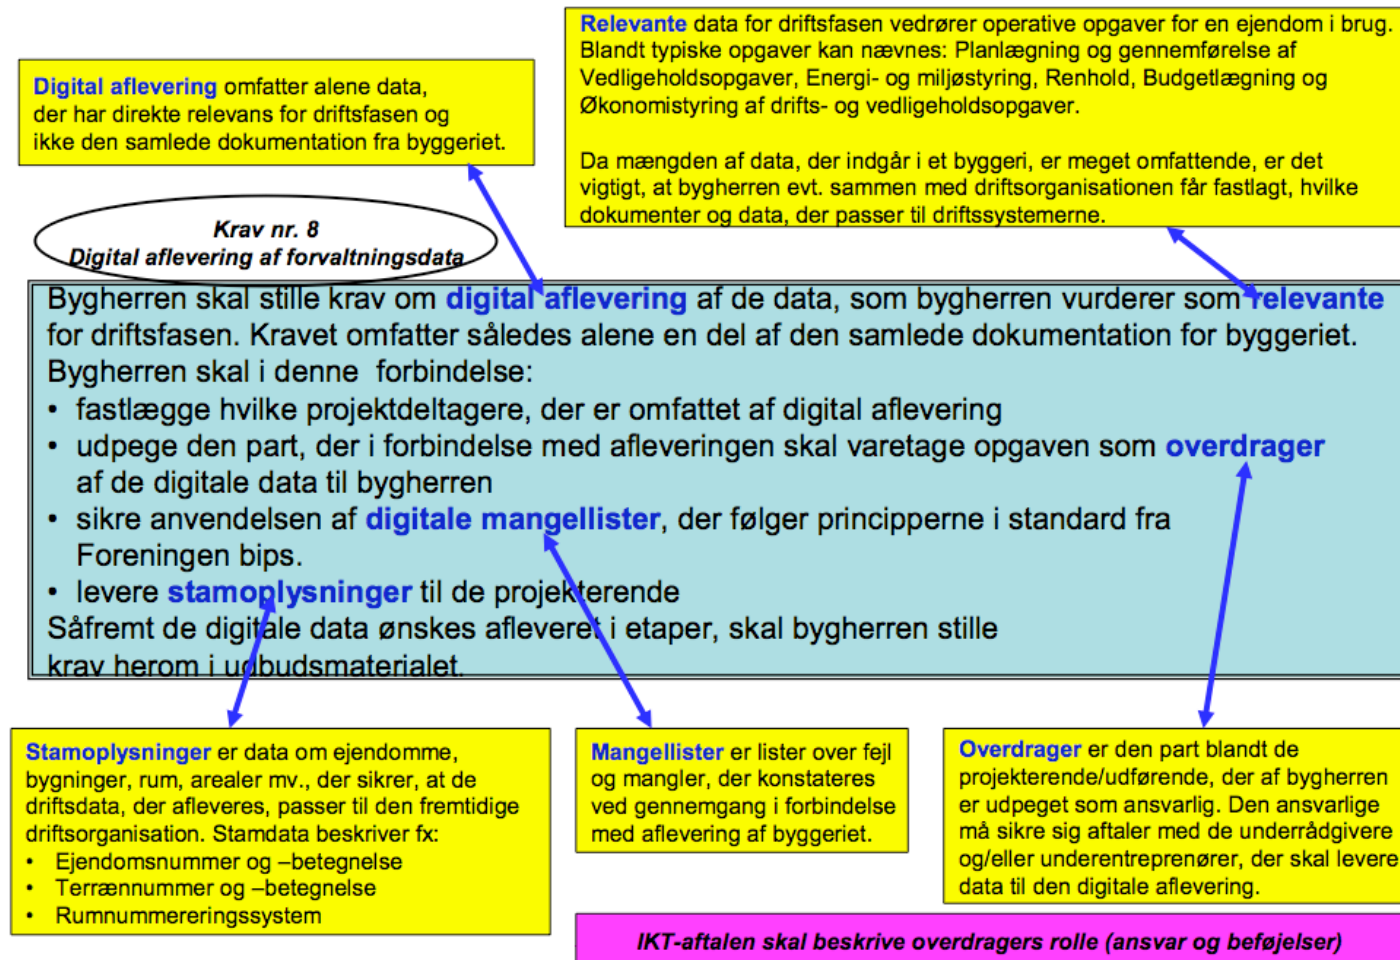 Digital aflevering omfatter alene data,
der har direkte relevans for driftsfasen og
ikke den samlede dokumentation fra byggeriet.
Relevante data for driftsfasen vedrører operative opgaver for en ejendom i brug.
Blandt typiske opgaver kan nævnes: Planlægning og gennemførelse af
Vedligeholdsopgaver, Energi- og miljøstyring, Renhold, Budgetlægning og
Økonomistyring af drifts- og vedligeholdsopgaver.
Da mængden af data, der indgår i et byggeri, er meget omfattende, er det
vigtigt, at bygherren evt. sammen med driftsorganisationen får fastlagt, hvilke
dokumenter og data, der passer til driftssystemerne.
Krav nr. 8
Digital aflevering af forvaltningsdata
Bygherren skal stille krav om digital aflevering af de data, som bygherren vurderer som relevante
for driftsfasen. Kravet omfatter således alene en del af den samlede dokumentation for byggeriet.
Bygherren skal i denne forbindelse:
• fastlægge hvilke projektdeltagere, der er omfattet af digital aflevering
• udpege den part, der i forbindelse med afleveringen skal varetage opgaven som overdrager
af de digitale data til bygherren
• sikre anvendelsen af digitale mangellister, der følger principperne i standard fra
Foreningen bips.
• levere stamoplysninger til de projekterende
Såfremt de digitale data ønskes afleveret i etaper, skal bygherren stille
krav herom i udbudsmaterialet.
Stamoplysninger er data om ejendomme,
bygninger, rum, arealer mv., der sikrer, at de
driftsdata, der afleveres, passer til den fremtidige
driftsorganisation. Stamdata beskriver fx:
• Ejendomsnummer og –betegnelse
• Terrænnummer og –betegnelse
• Rumnummereringssystem
Mangellister er lister over fejl
og mangler, der konstateres
ved gennemgang i forbindelse
med aflevering af byggeriet.
Overdrager er den part blandt de
projekterende/udførende, der af bygherren
er udpeget som ansvarlig. Den ansvarlige
må sikre sig aftaler med de underrådgivere
og/eller underentreprenører, der skal levere
data til den digitale aflevering.
IKT-aftalen skal beskrive overdragers rolle (ansvar og beføjelser)